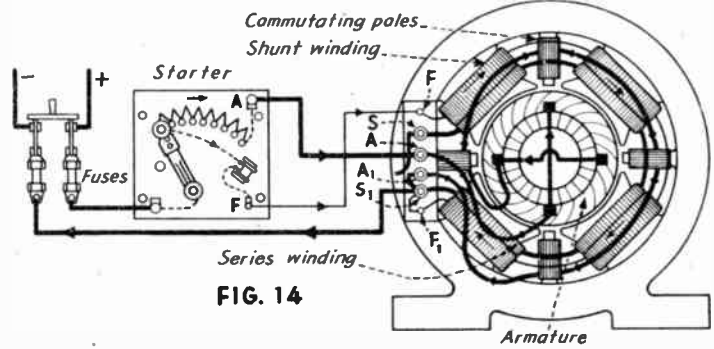 Commutating poles
Shunt winding
- +
Starter
A
F
S
A
Fuses
A1
S1
F
F1
Series winding
FIG. 14
Armature